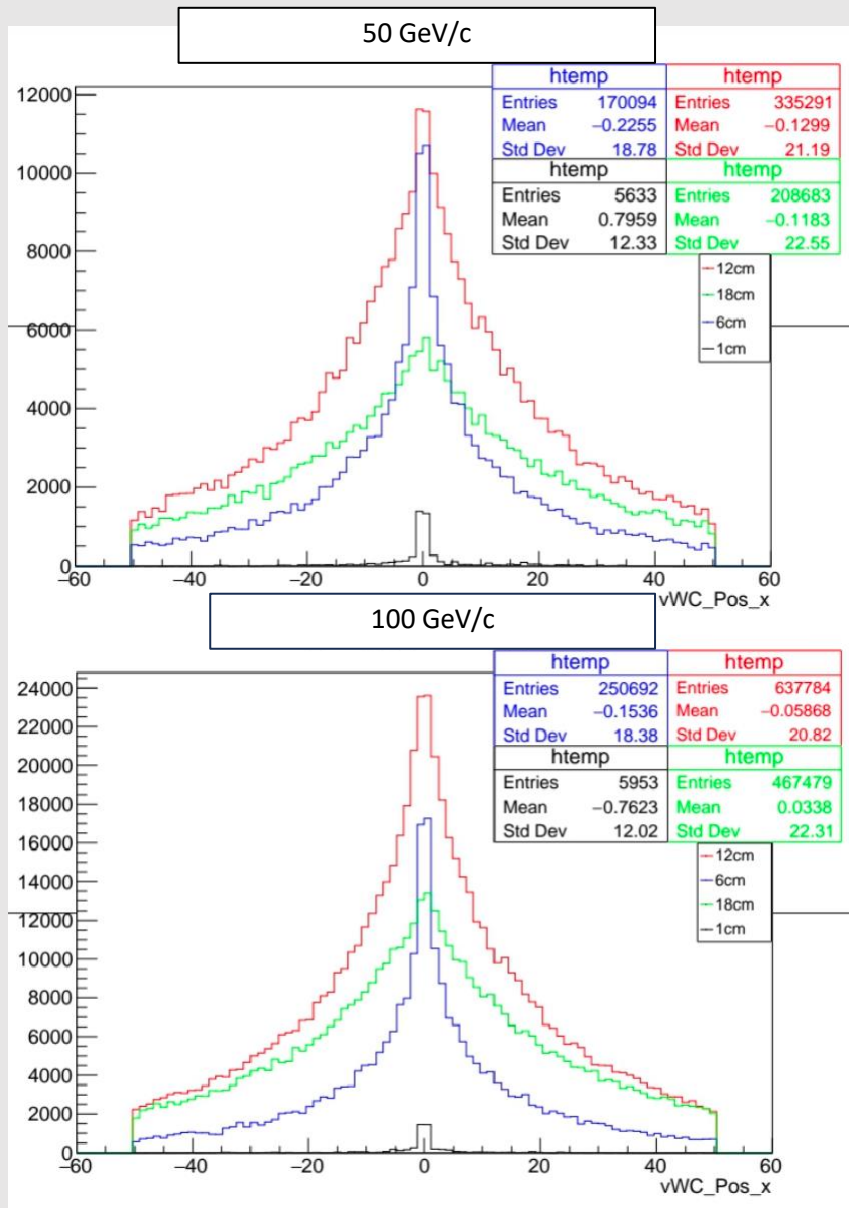 50 GeV/c
htemp htemp
Entries 170094 Entries 335291
Mean −0.2255 Mean −0.1299
Std Dev 18.78 Std Dev 21.19
htemp htemp
Entries 5633 Entries 208683
Mean 0.7959 Mean −0.1183
Std Dev 12.33 Std Dev 22.55
12cm
18cm
6cm
1cm
12000
10000
8000
6000
4000
2000
0
−60 −40 −20 0 20 40 60
vWC_Pos_x
100 GeV/c
htemp htemp
Entries 250692 Entries 637784
Mean −0.1536 Mean −0.05868
Std Dev 18.38 Std Dev 20.82
htemp htemp
Entries 5953 Entries 467479
Mean −0.7623 Mean 0.0338
Std Dev 12.02 Std Dev 22.31
12cm
6cm
18cm
1cm
24000
22000
20000
18000
16000
14000
12000
10000
8000
6000
4000
2000
0
−60 −40 −20 0 20 40 60
vWC_Pos_x